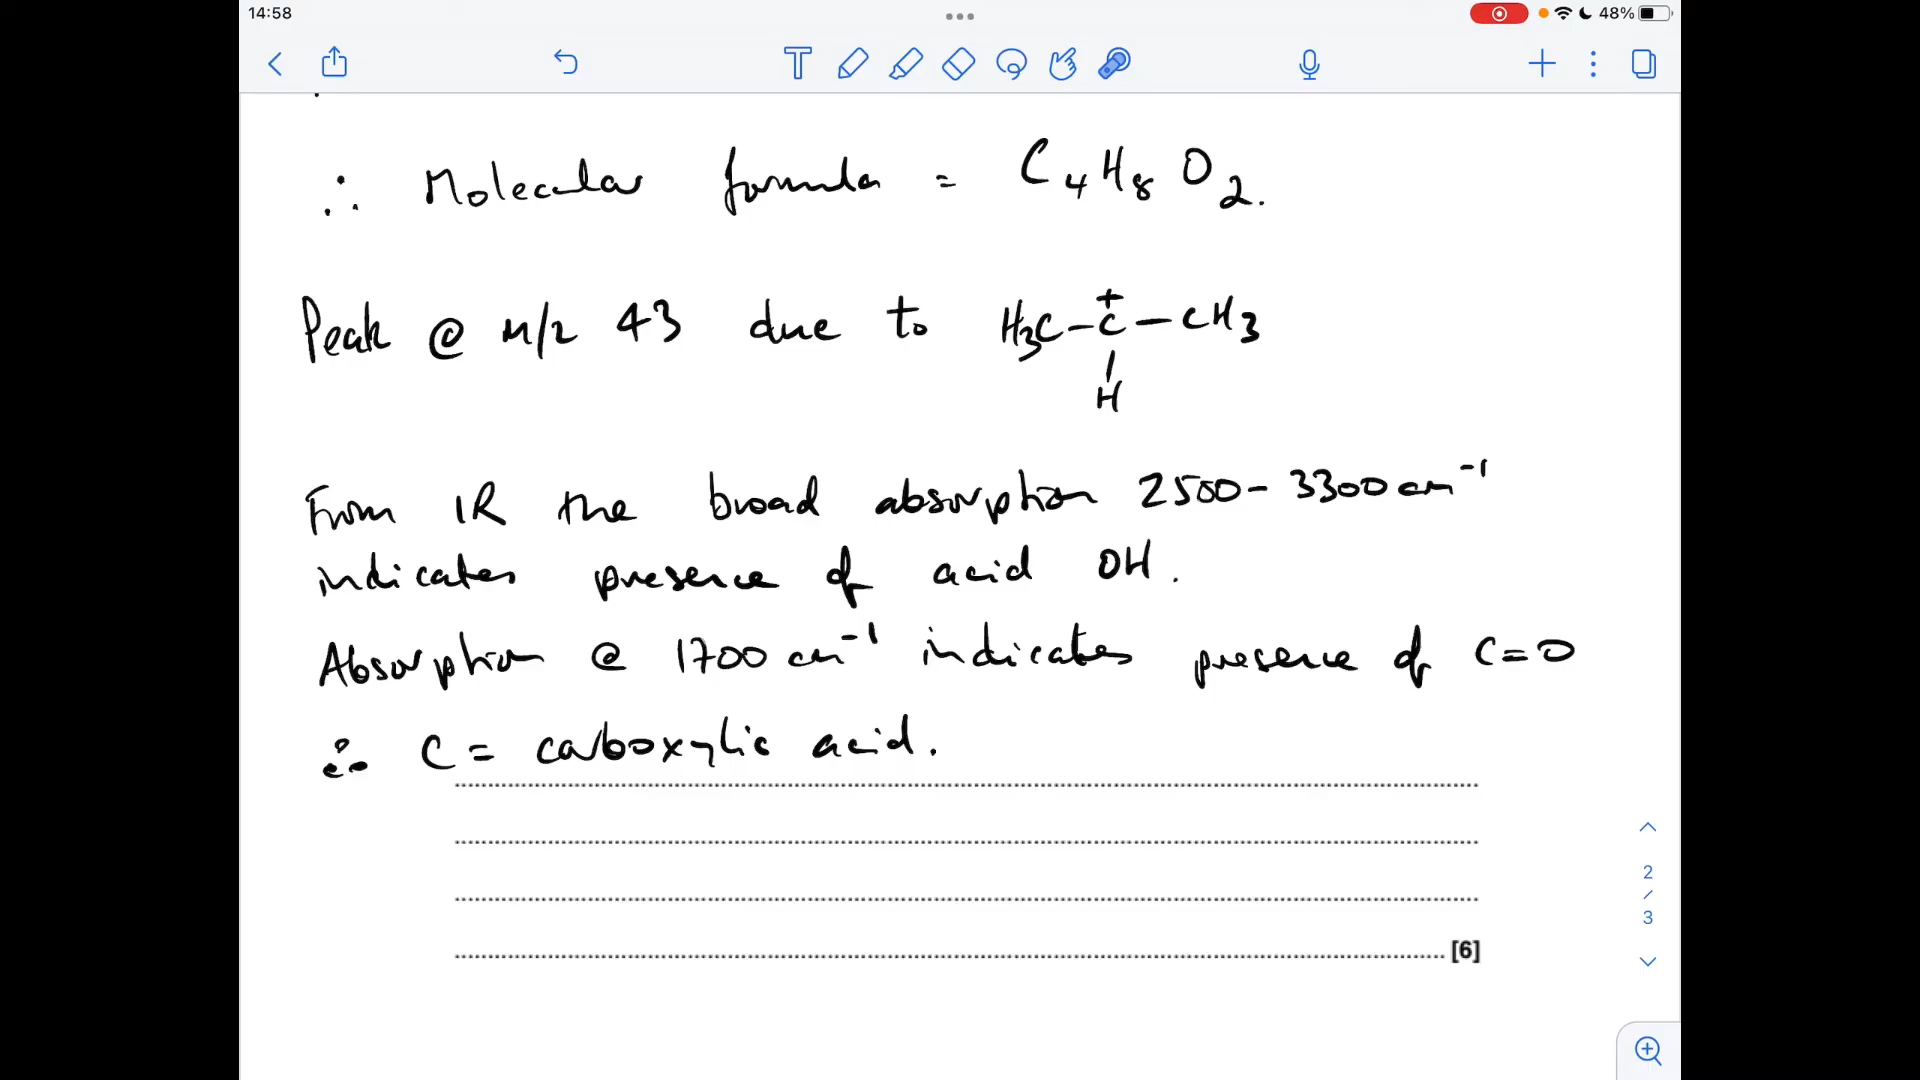 14:58
48%
∴ Molecular formula = C₄H₈O₂.
Peak @ m/z 43 due to H₃C–C⁺–CH₃
H
From IR the broad absorption 2500-3300 cm⁻¹
indicates presence of acid OH.
Absorption @ 1700 cm⁻¹ indicates presence of C=O
∴ C = carboxylic acid.
[6]
2
/
3